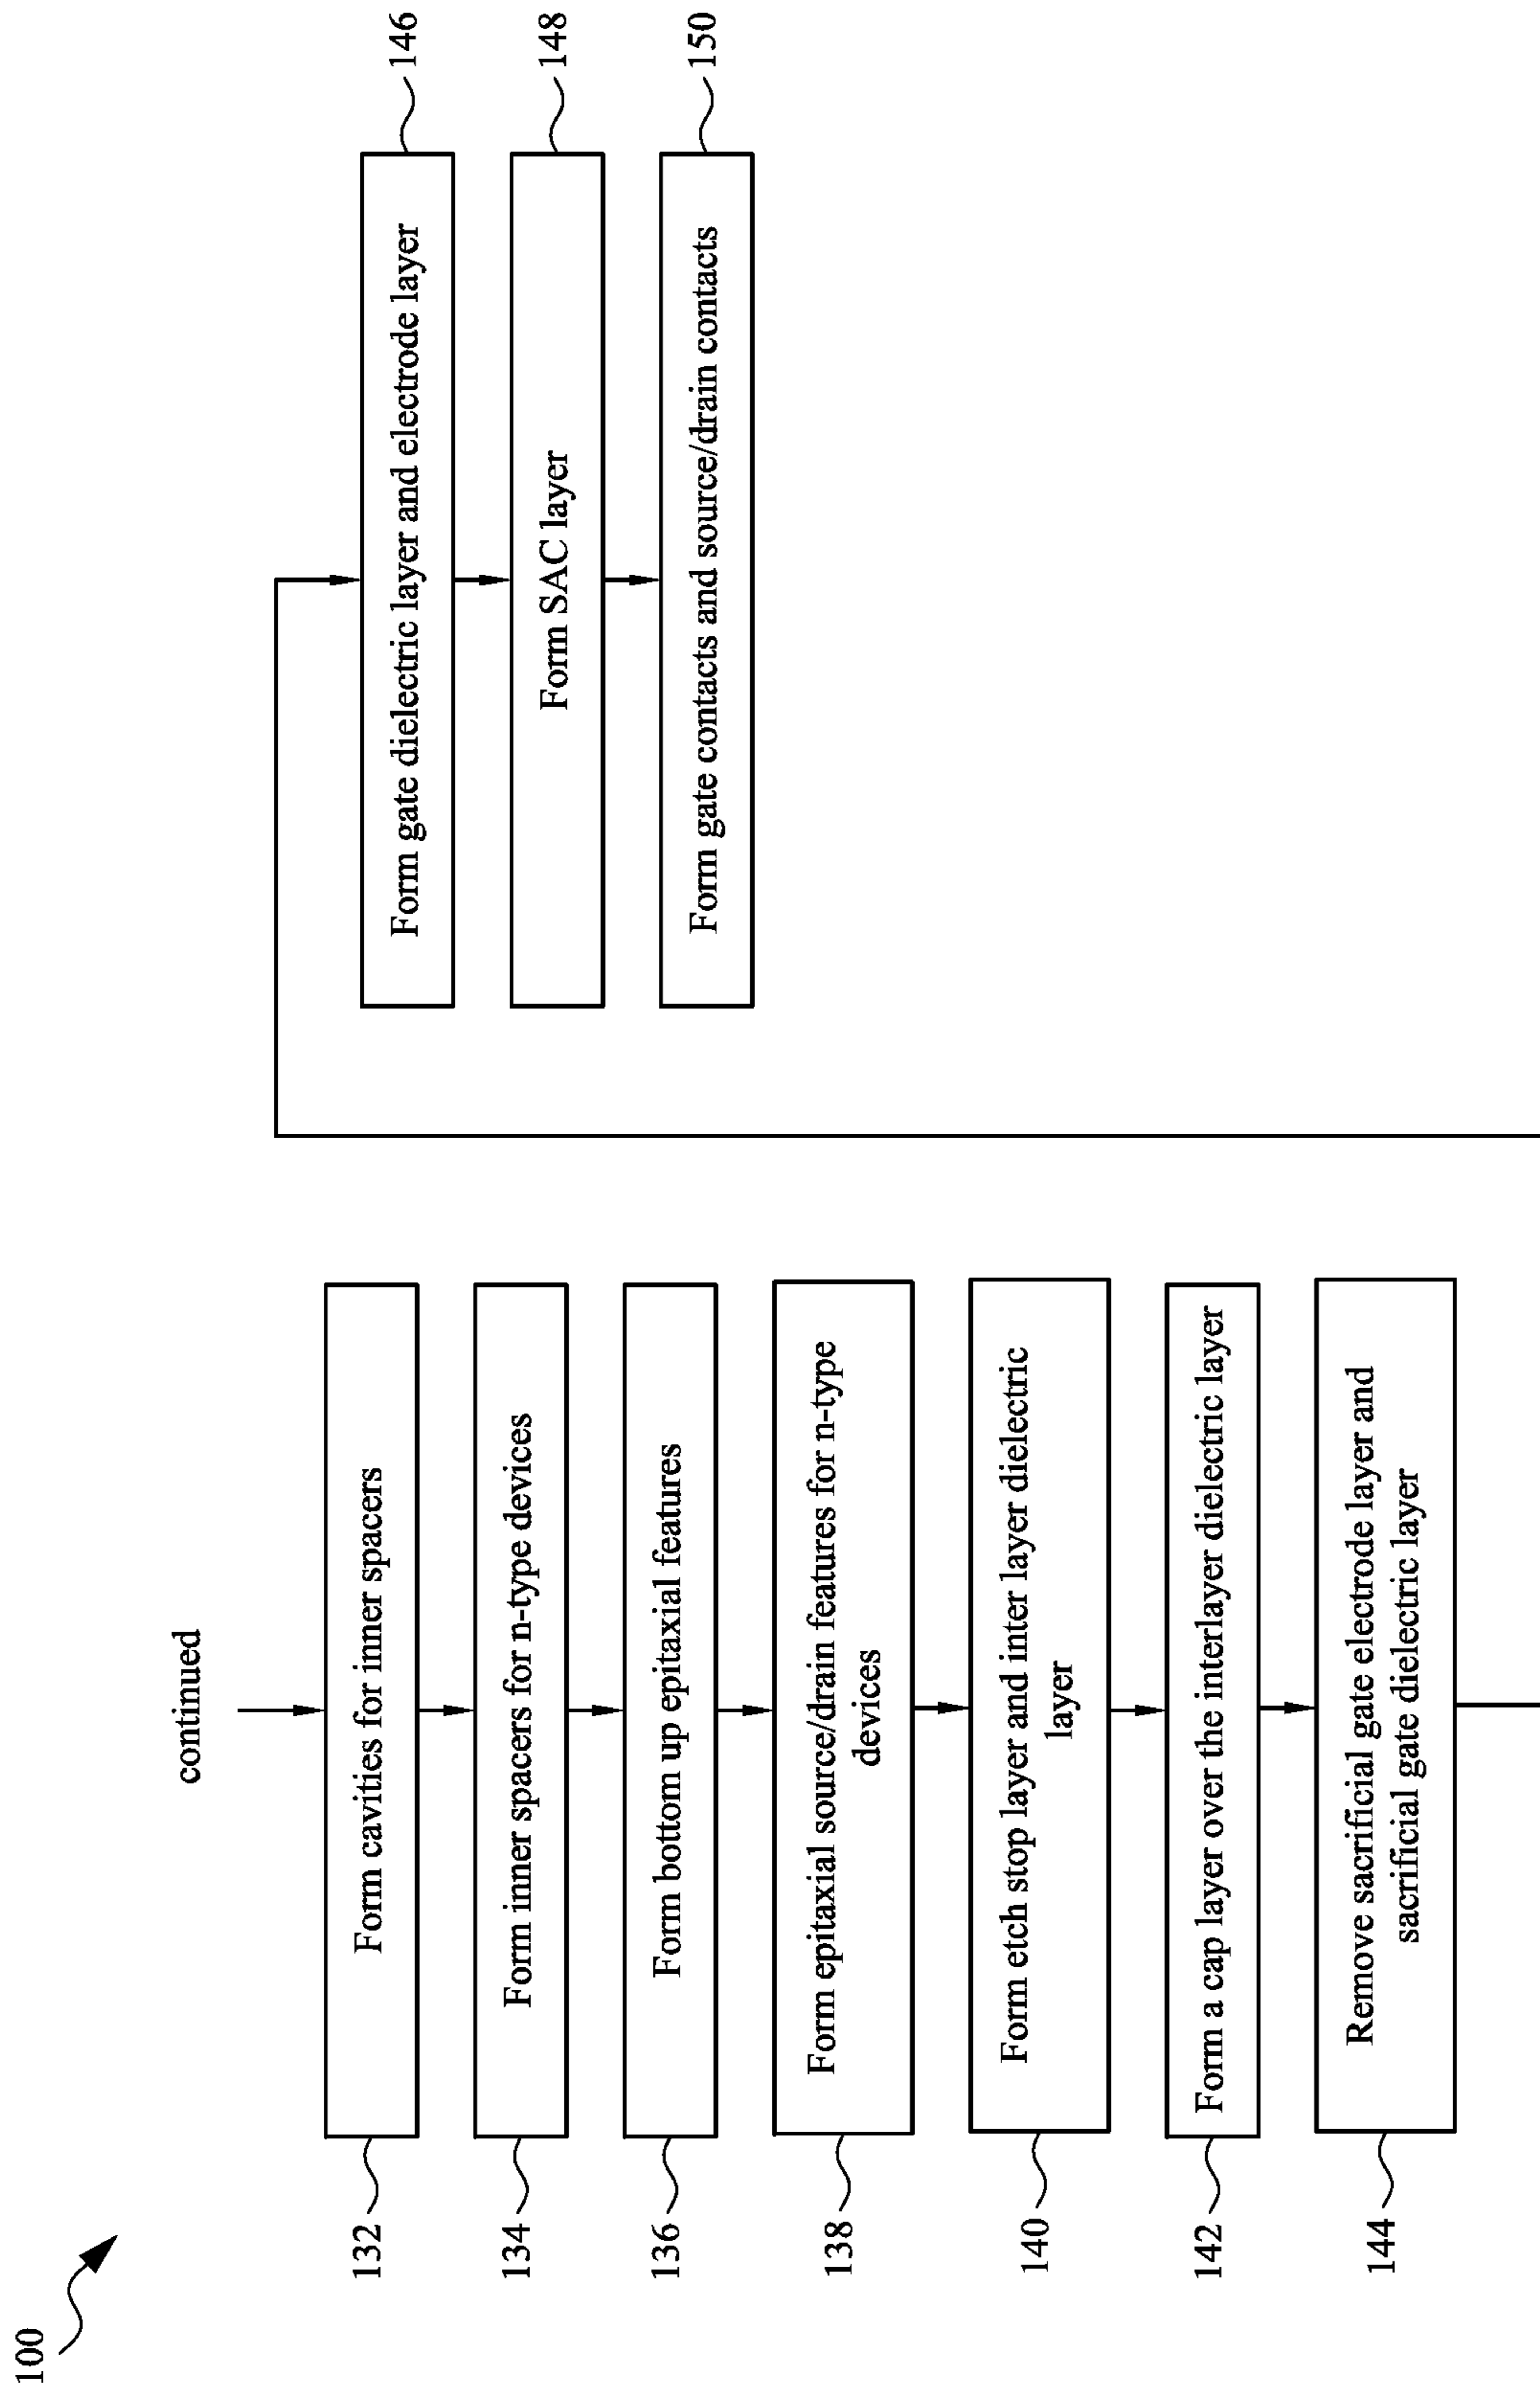 100
continued
132
Form cavities for inner spacers
134
Form inner spacers for n-type devices
136
Form bottom up epitaxial features
138
Form epitaxial source/drain features for n-type
devices
140
Form etch stop layer and inter layer dielectric
layer
142
Form a cap layer over the interlayer dielectric layer
144
Remove sacrificial gate electrode layer and
sacrificial gate dielectric layer
Form gate dielectric layer and electrode layer
146
Form SAC layer
148
Form gate contacts and source/drain contacts
150